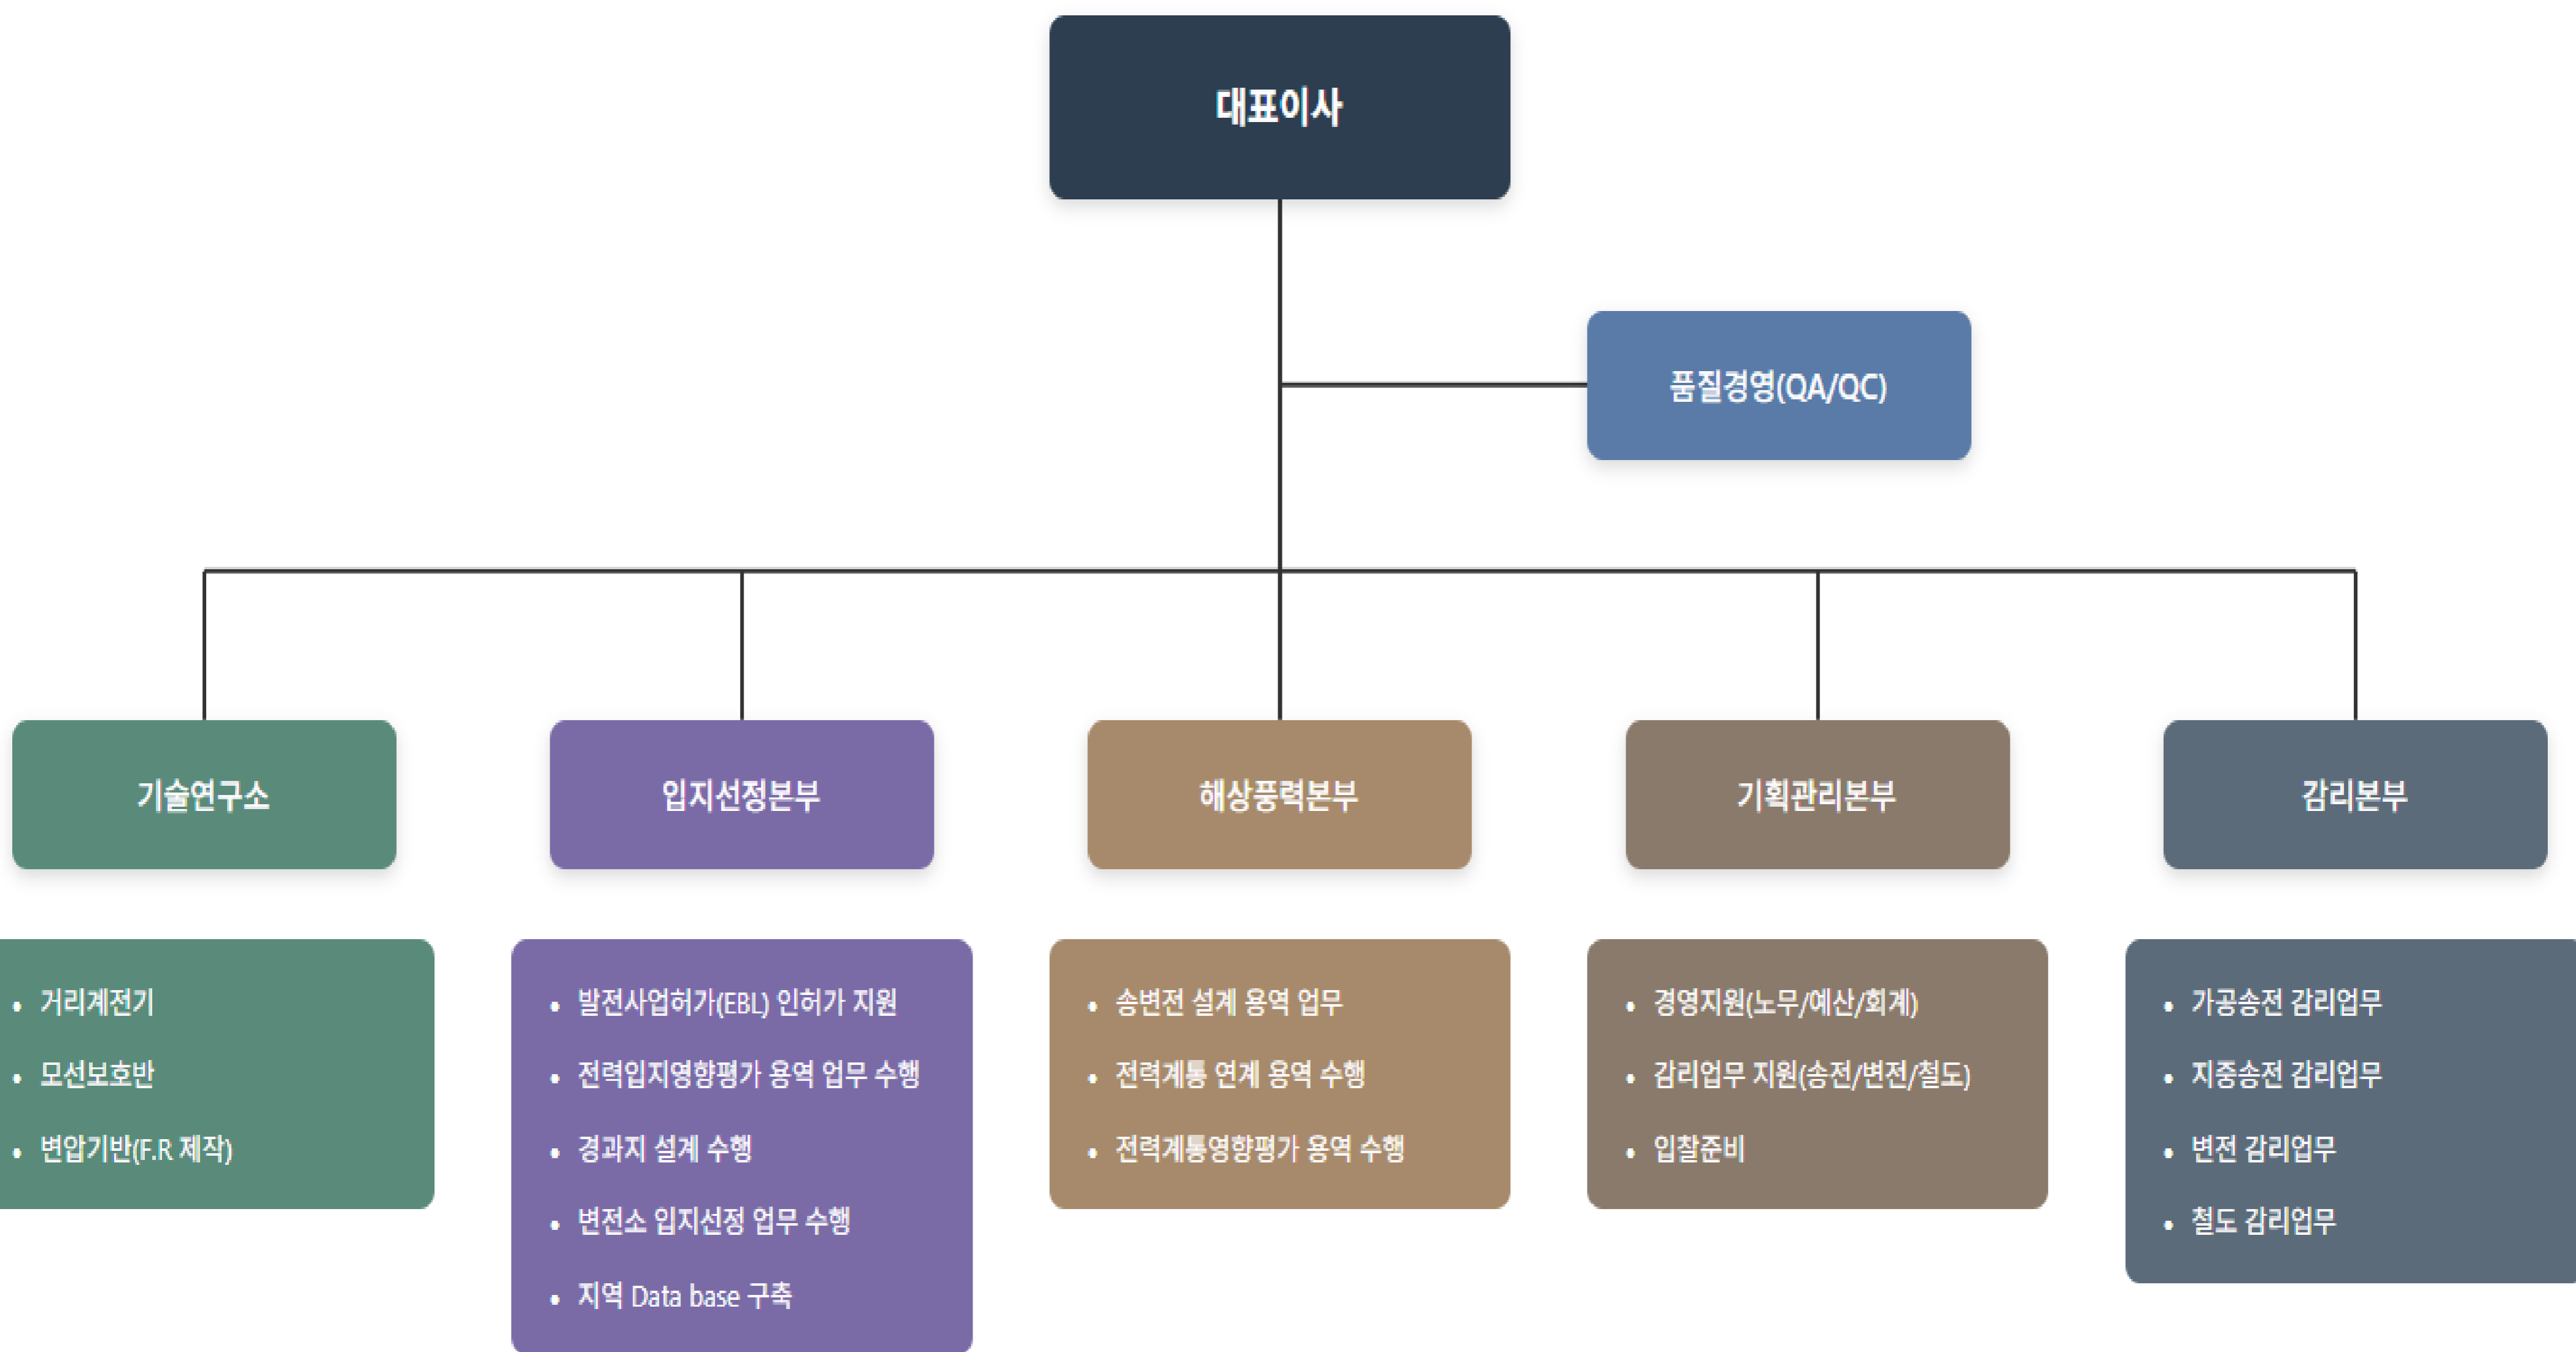 대표이사
품질경영(QA/QC)
기술연구소
입지선정본부
해상풍력본부
기획관리본부
감리본부
• 거리계전기
• 모선보호반
• 변압기반(F.R 제작)
• 발전사업허가(EBL) 인허가 지원
• 전력입지영향평가 용역 업무 수행
• 경과지 설계 수행
• 변전소 입지선정 업무 수행
• 지역 Data base 구축
• 송변전 설계 용역 업무
• 전력계통 연계 용역 수행
• 전력계통영향평가 용역 수행
• 경영지원(노무/예산/회계)
• 감리업무 지원(송전/변전/철도)
• 입찰준비
• 가공송전 감리업무
• 지중송전 감리업무
• 변전 감리업무
• 철도 감리업무